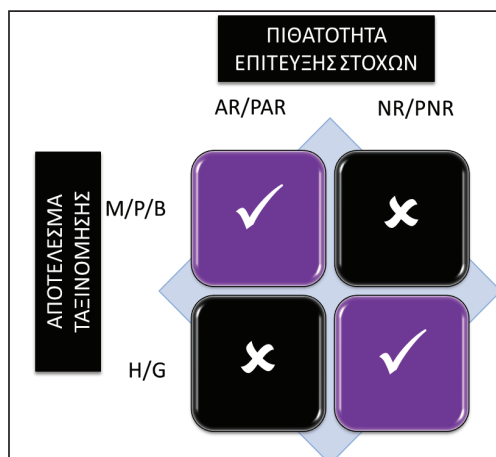 ΠΙΘΑΤΟΤΗΤΑ
ΕΠΙΤΕΥΞΗΣ ΣΤΟΧΩΝ
AR/PAR NR/PNR
ΑΠΟΤΕΛΕΣΜΑ
ΤΑΞΙΝΟΜΗΣΗΣ
M/P/B
H/G